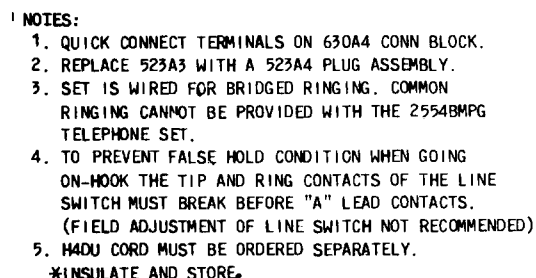 NOTES:
1. QUICK CONNECT TERMINALS ON 630A4 CONN BLOCK.
2. REPLACE 523A3 WITH A 523A4 PLUG ASSEMBLY.
3. SET IS WIRED FOR BRIDGED RINGING. COMMON
RINGING CANNOT BE PROVIDED WITH THE 2554BMPG
TELEPHONE SET.
4. TO PREVENT FALSE HOLD CONDITION WHEN GOING
ON-HOOK THE TIP AND RING CONTACTS OF THE LINE
SWITCH MUST BREAK BEFORE "A" LEAD CONTACTS.
(FIELD ADJUSTMENT OF LINE SWITCH NOT RECOMMENDED)
5. H4DU CORD MUST BE ORDERED SEPARATELY.
*INSULATE AND STORE.